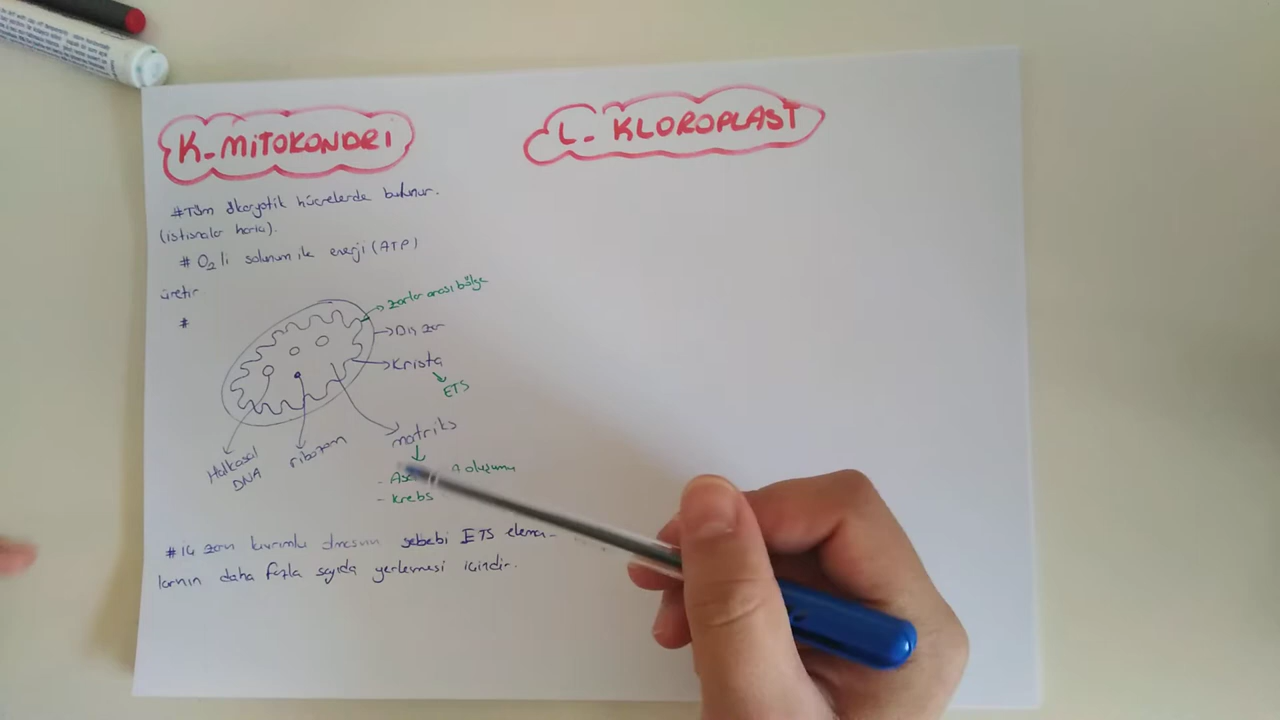 K-MiTOKONDRİ
L- KLOROPLAST
#Tüm ökaryotik hücrelerde bulunur.
(istisnalar hariç).
# O2 li solunum ile enerji (ATP)
üretir
#
zarlar arası bölge
Dış zar
Krista
ETS
matriks
Halkasal
DNA
ribozom
oluşumu
- Krebs
#İç zarın kıvrımlı olmasının sebebi ETS eleman-
larının daha fazla sayıda yerleşmesi içindir.